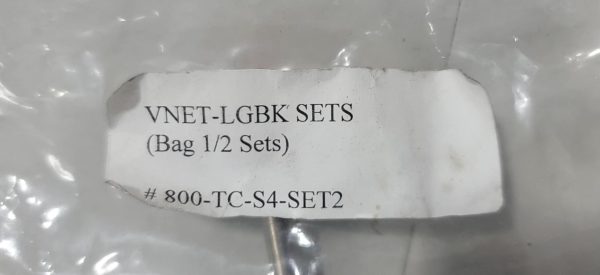 VNET-LGBK SETS
(Bag 1/2 Sets)
# 800-TC-S4-SET2